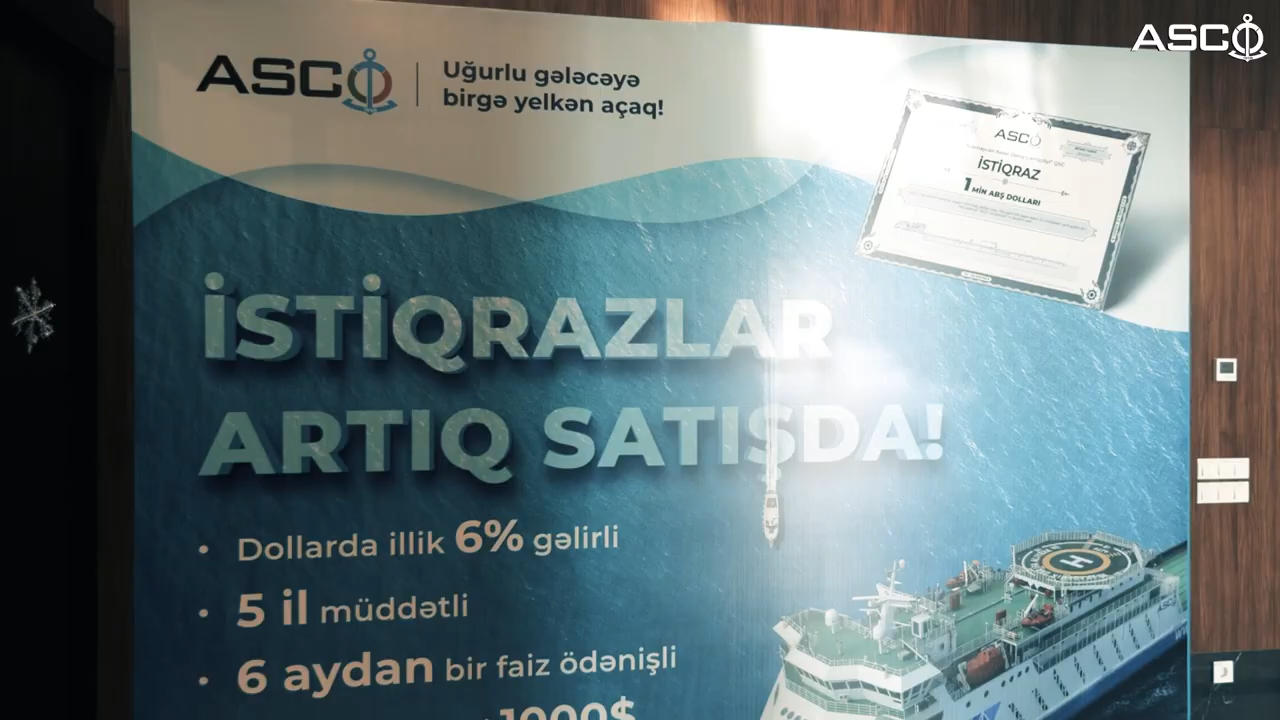 ASCO
ASCO
Uğurlu gələcəyə
birgə yelkən açaq!
ASCO
İSTİQRAZ
1 MİN ABŞ DOLLARI
İSTİQRAZLAR
ARTIQ SATIŞDA!
• Dollarda illik 6% gəlirli
• 5 il müddətli
• 6 aydan bir faiz ödənişli
1000$
H